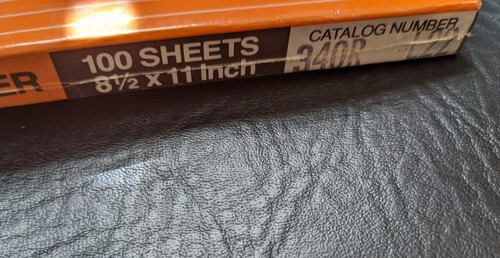 ER
100 SHEETS
8½ X 11 Inch
CATALOG NUMBER